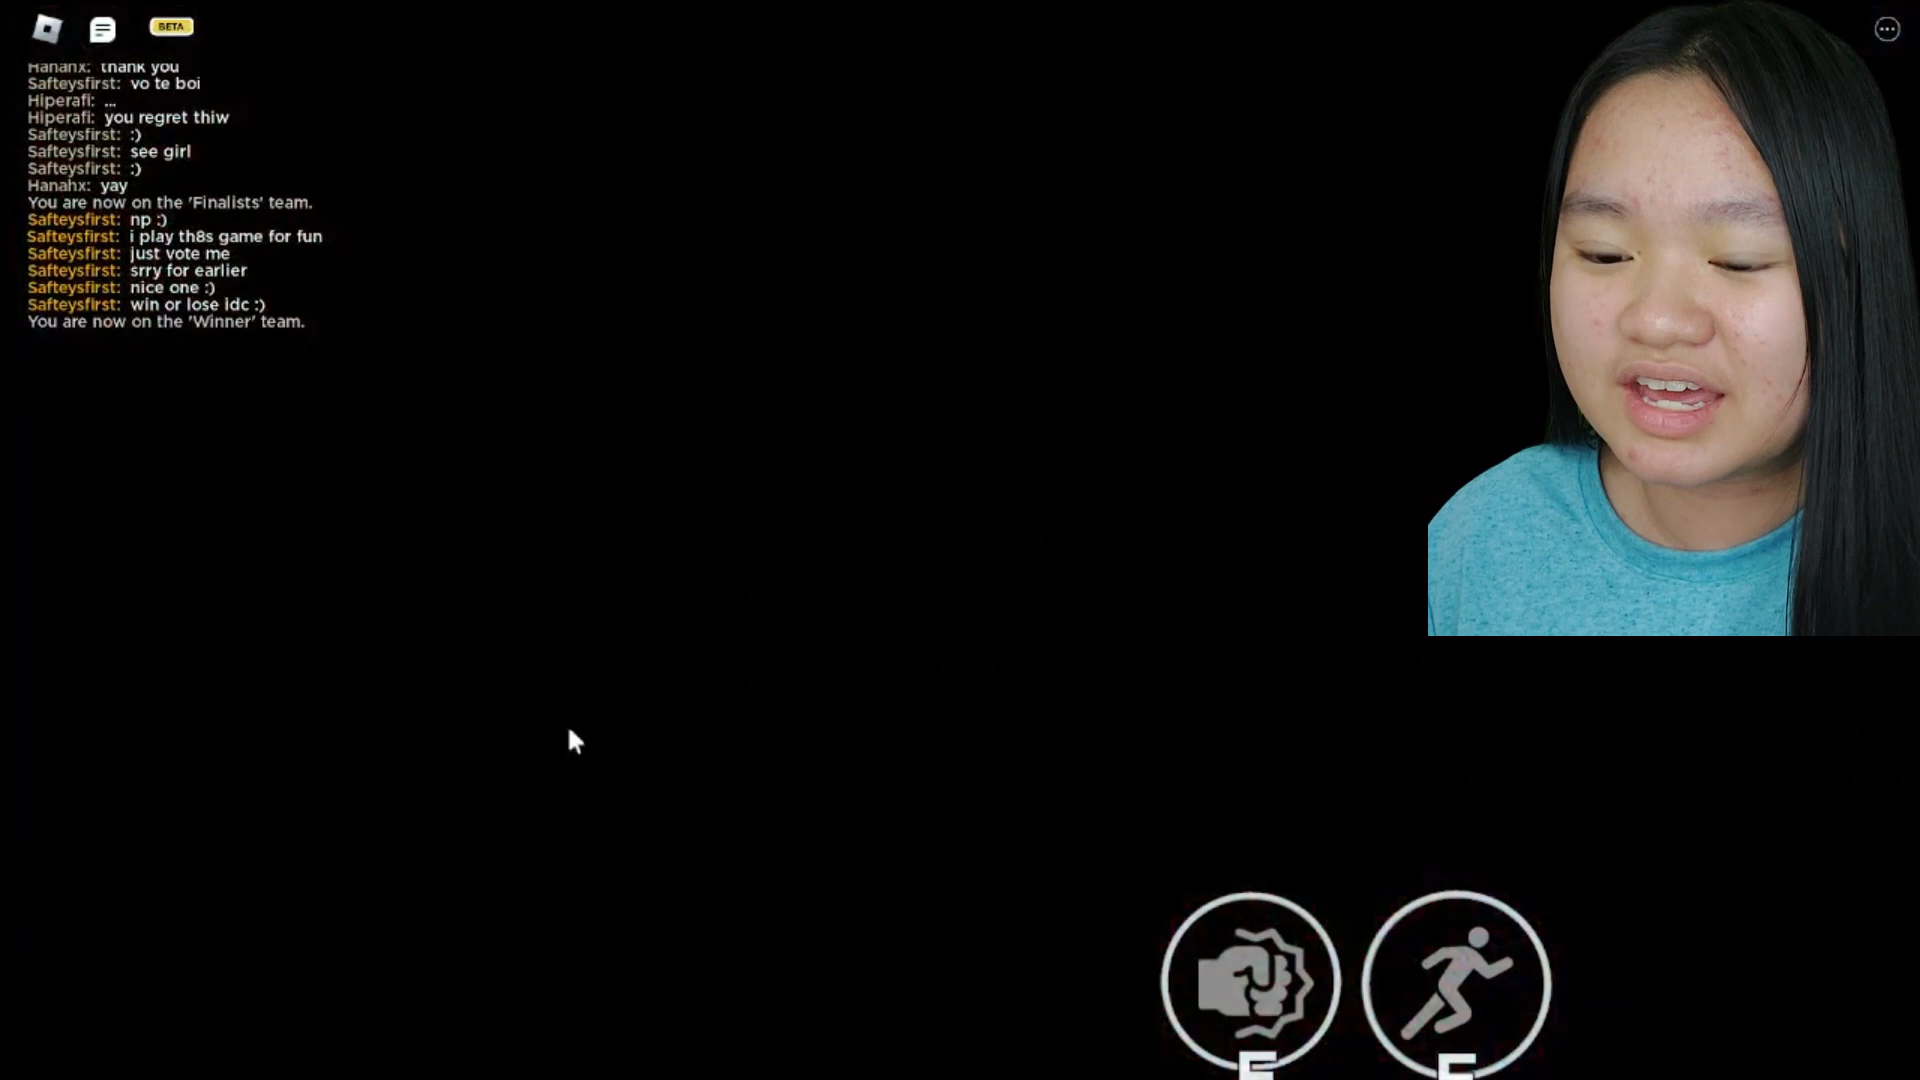 BETA
Hanahx: thank you
Safteysfirst: vo te boi
Hiperafi: ...
Hiperafi: you regret thiw
Safteysfirst: :)
Safteysfirst: see girl
Safteysfirst: :)
Hanahx: yay
You are now on the 'Finalists' team.
Safteysfirst: np :)
Safteysfirst: i play th8s game for fun
Safteysfirst: just vote me
Safteysfirst: srry for earlier
Safteysfirst: nice one :)
Safteysfirst: win or lose idc :)
You are now on the 'Winner' team.